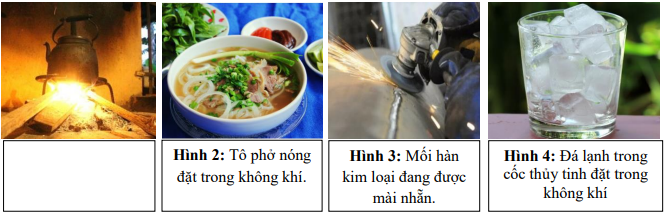 Hình 2: Tô phở nóng
đặt trong không khí.
Hình 3: Mối hàn
kim loại đang được
mài nhẵn.
Hình 4: Đá lạnh trong
cốc thủy tinh đặt trong
không khí